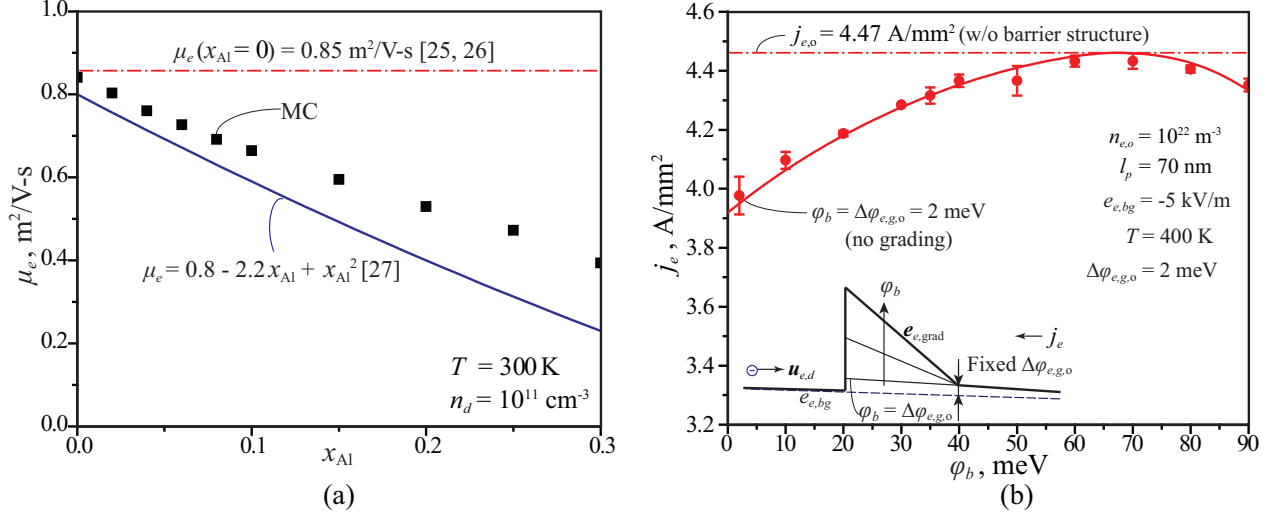 1.0
0.8
0.6
0.4
0.2
0.0
μe, m²/V-s
μe (xAl = 0) = 0.85 m²/V-s [25, 26]
MC
μe = 0.8 - 2.2xAl + xAl² [27]
T = 300 K
nd = 10¹¹ cm⁻³
0.0 0.1 0.2 0.3
xAl
(a)
4.6
4.4
4.2
4.0
3.8
3.6
3.4
3.2
je, A/mm²
je,o = 4.47 A/mm² (w/o barrier structure)
ne,o = 10²² m⁻³
lp = 70 nm
ee,bg = -5 kV/m
T = 400 K
Δφe,g,o = 2 meV
φb = Δφe,g,o = 2 meV
(no grading)
φb
ee,grad
je
Fixed Δφe,g,o
ue,d
ee,bg
φb = Δφe,g,o
0 10 20 30 40 50 60 70 80 90
φb, meV
(b)